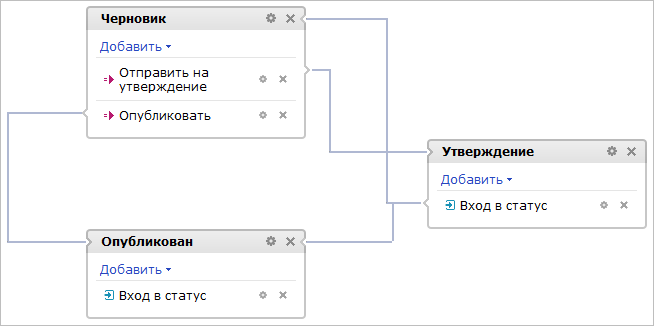 Черновик
Добавить
Отправить на
утверждение
Опубликовать
Утверждение
Добавить
Вход в статус
Опубликован
Добавить
Вход в статус